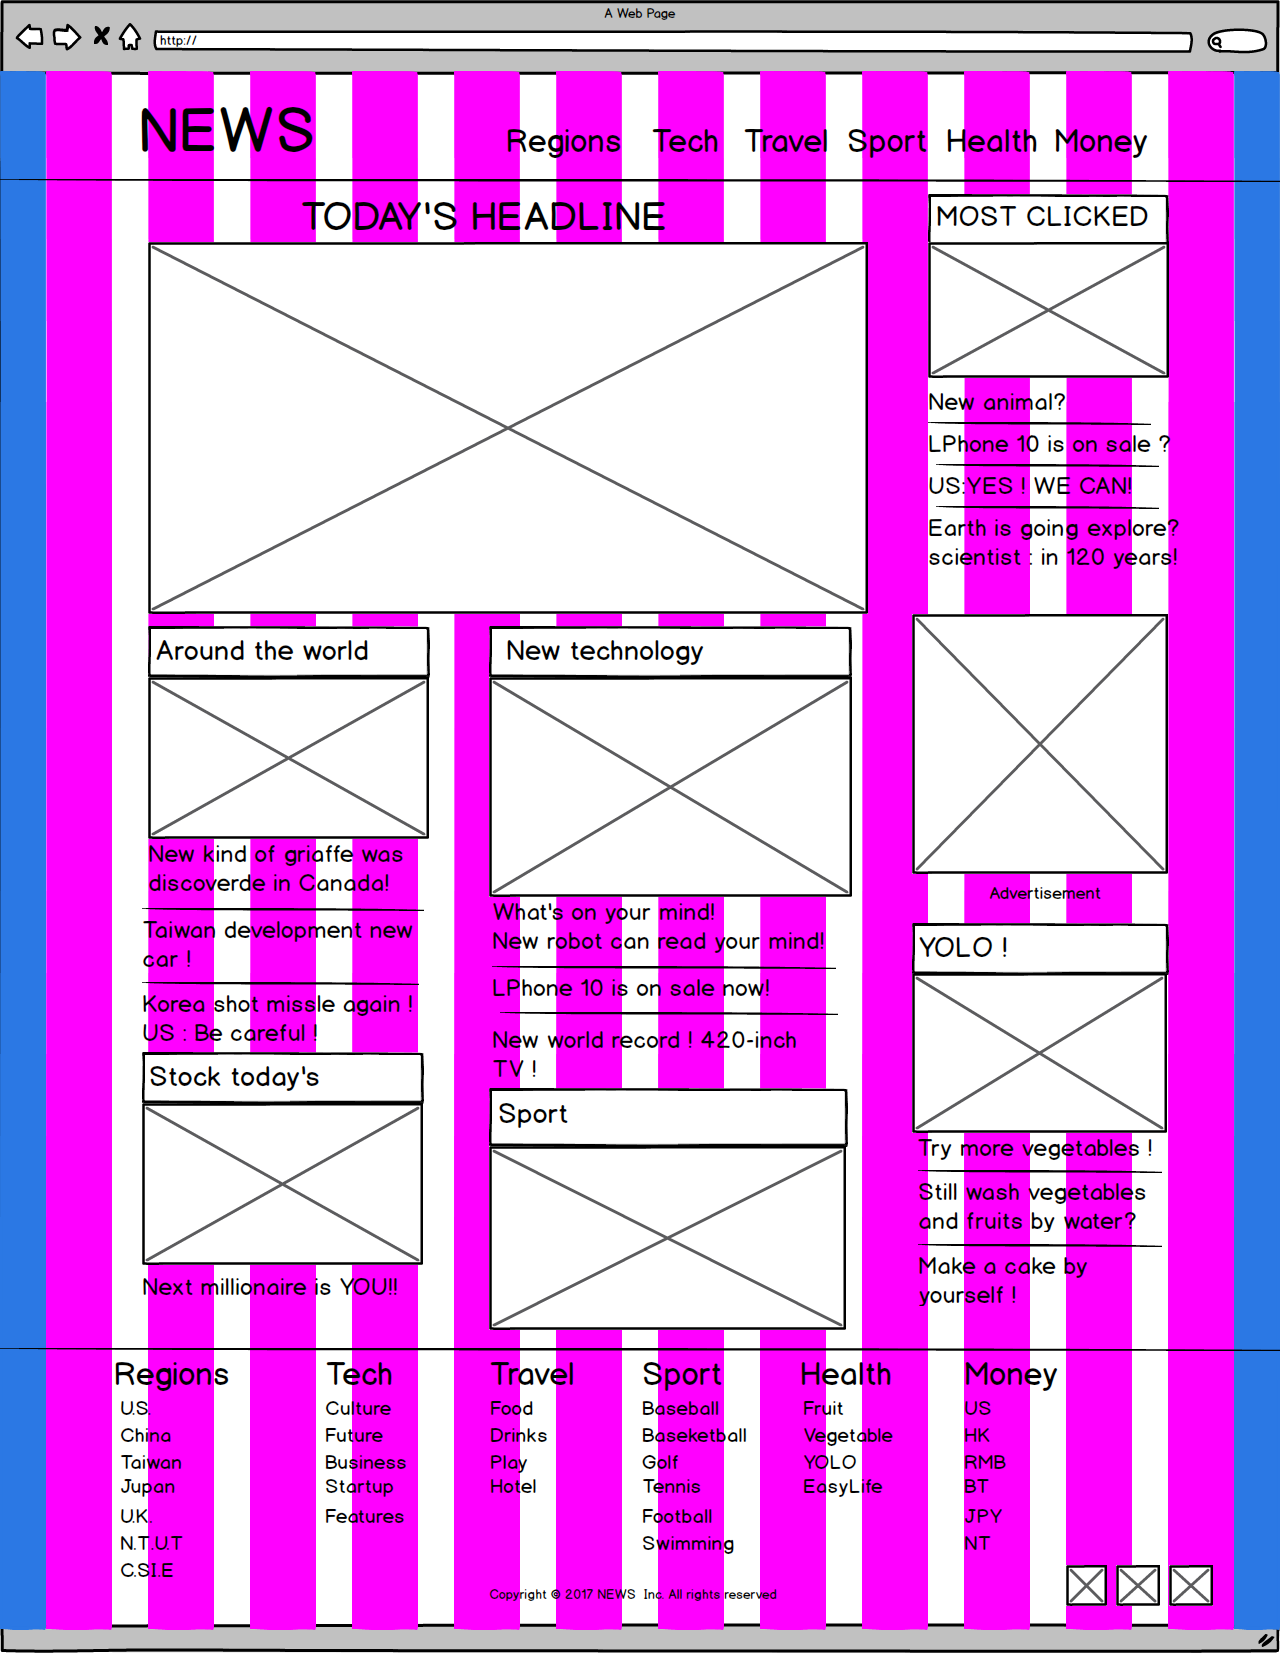 A Web Page
http://
NEWS
Regions Tech Travel Sport Health Money
TODAY'S HEADLINE
MOST CLICKED
New animal?
LPhone 10 is on sale ?
US:YES ! WE CAN!
Earth is going explore?
scientist : in 120 years!
Around the world
New kind of griaffe was
discoverde in Canada!
Taiwan development new
car !
Korea shot missle again !
US : Be careful !
Stock today's
Next millionaire is YOU!!
New technology
What's on your mind!
New robot can read your mind!
LPhone 10 is on sale now!
New world record ! 420-inch
TV !
Sport
Advertisement
YOLO !
Try more vegetables !
Still wash vegetables
and fruits by water?
Make a cake by
yourself !
Regions
U.S.
China
Taiwan
Jupan
U.K.
N.T.U.T
C.S.I.E
Tech
Culture
Future
Business
Startup
Features
Travel
Food
Drinks
Play
Hotel
Sport
Baseball
Baseketball
Golf
Tennis
Football
Swimming
Health
Fruit
Vegetable
YOLO
EasyLife
Money
US
HK
RMB
BT
JPY
NT
Copyright © 2017 NEWS Inc. All rights reserved